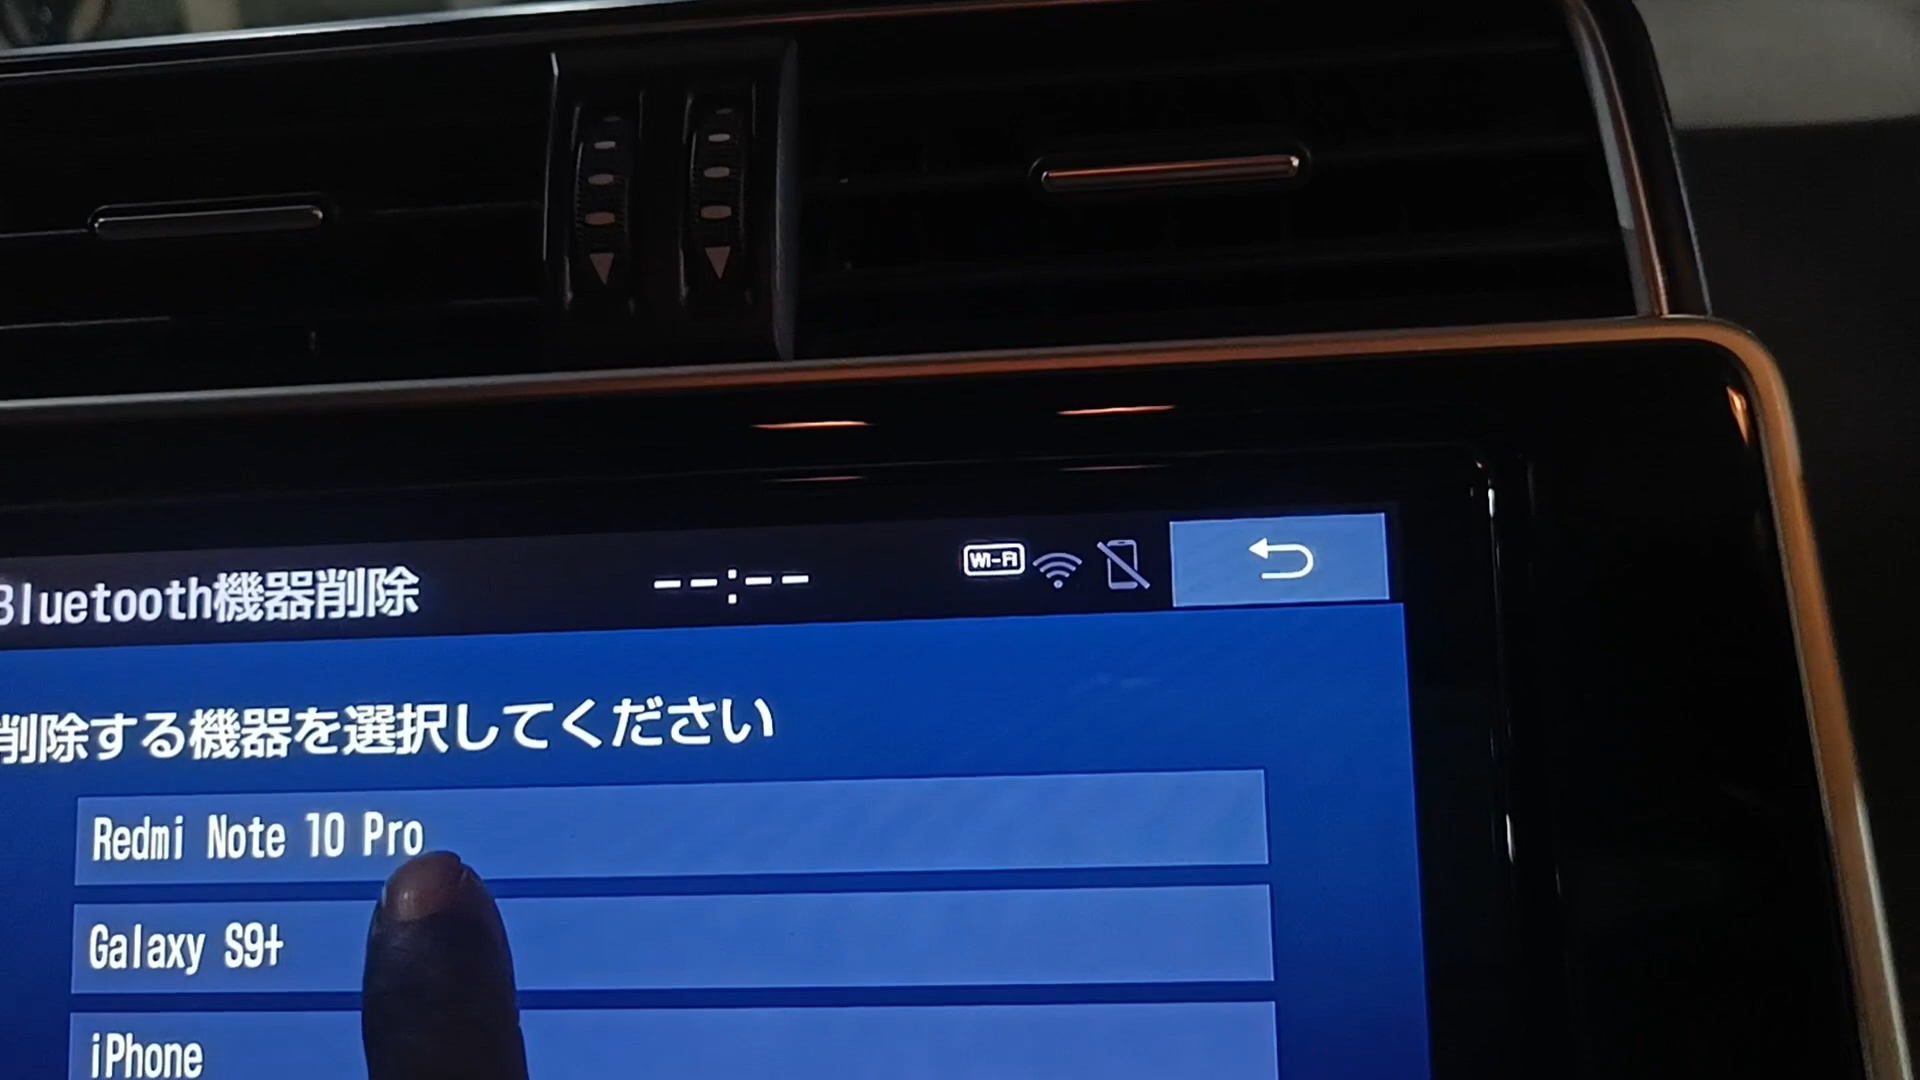 Bluetooth機器削除
--:--
Wi-Fi
削除する機器を選択してください
Redmi Note 10 Pro
Galaxy S9+
iPhone